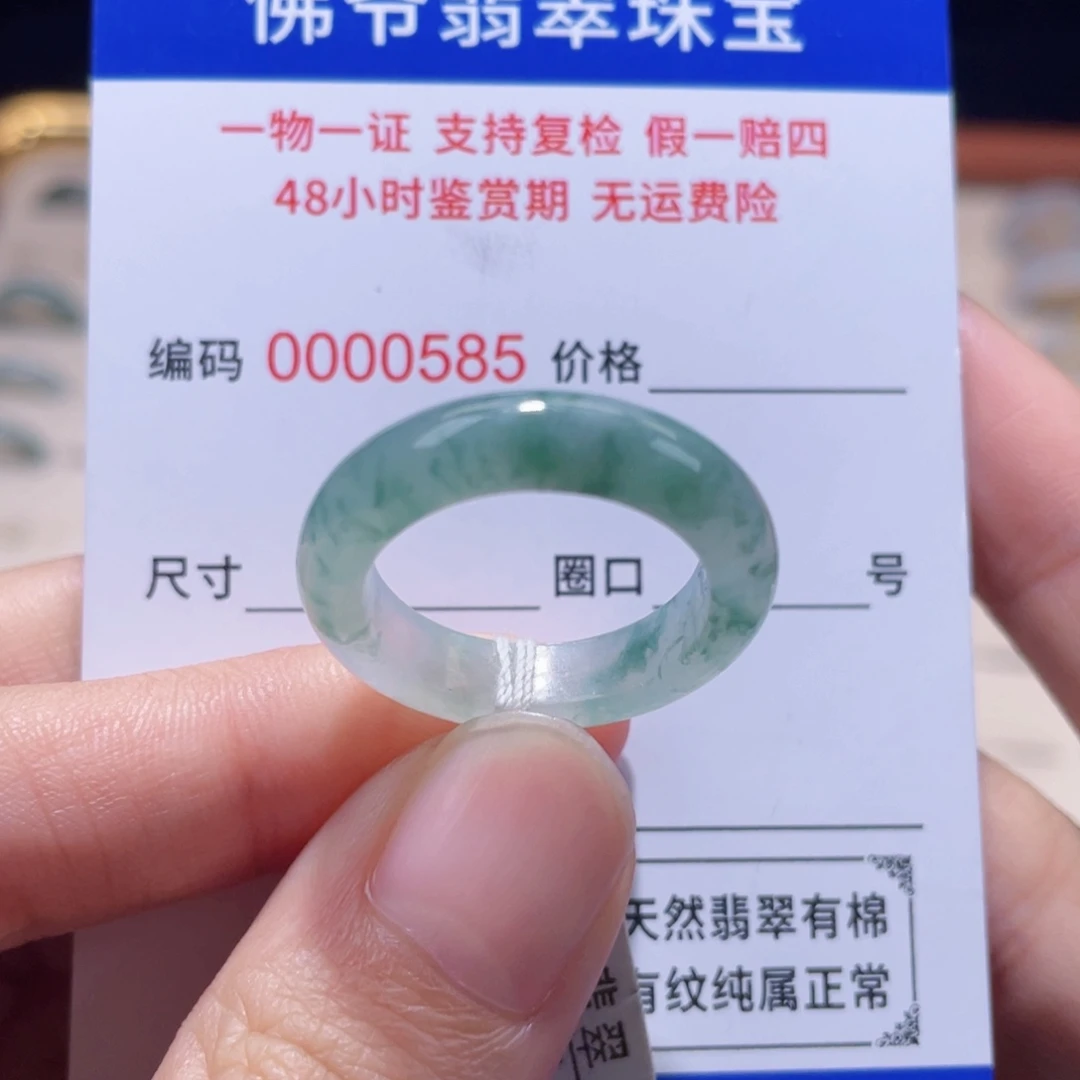 佛爷翡翠珠宝
一物一证 支持复检 假一赔四
48小时鉴赏期 无运费险
编码 0000585 价格
尺寸 圈口 号
天然翡翠有棉
有纹纯属正常
翡翠